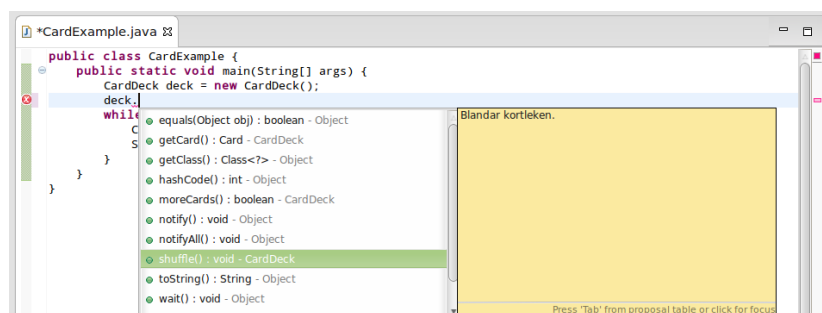 *CardExample.java
public class CardExample {
public static void main(String[] args) {
CardDeck deck = new CardDeck();
deck.
while
C
S
}
}
}
equals(Object obj) : boolean - Object
getCard() : Card - CardDeck
getClass() : Class<?> - Object
hashCode() : int - Object
moreCards() : boolean - CardDeck
notify() : void - Object
notifyAll() : void - Object
shuffle() : void - CardDeck
toString() : String - Object
wait() : void - Object
Blandar kortleken.
Press 'Tab' from proposal table or click for focus